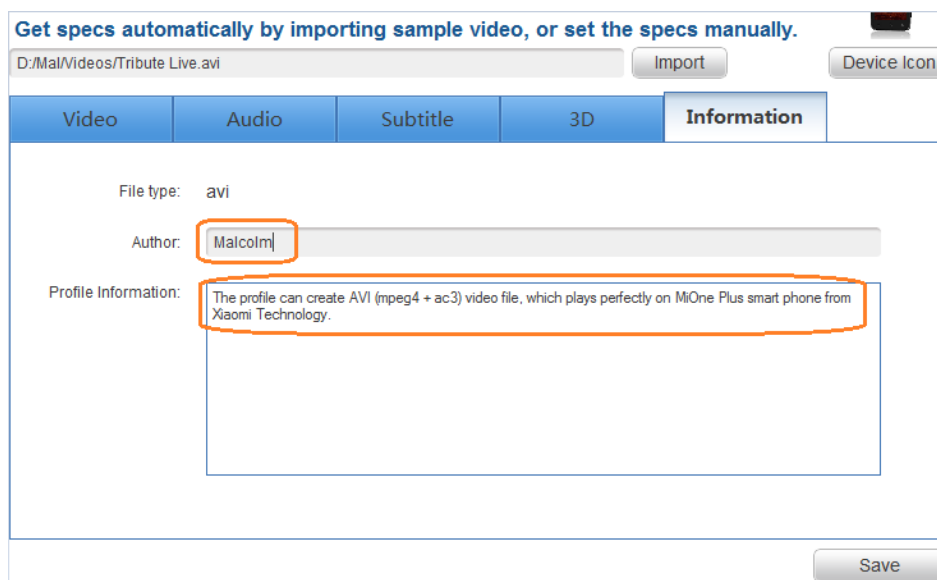 Get specs automatically by importing sample video, or set the specs manually.
D:/Mal/Videos/Tribute Live.avi
Import
Device Icon
Video
Audio
Subtitle
3D
Information
File type: avi
Author: Malcolm
Profile Information: The profile can create AVI (mpeg4 + ac3) video file, which plays perfectly on MiOne Plus smart phone from
Xiaomi Technology.
Save